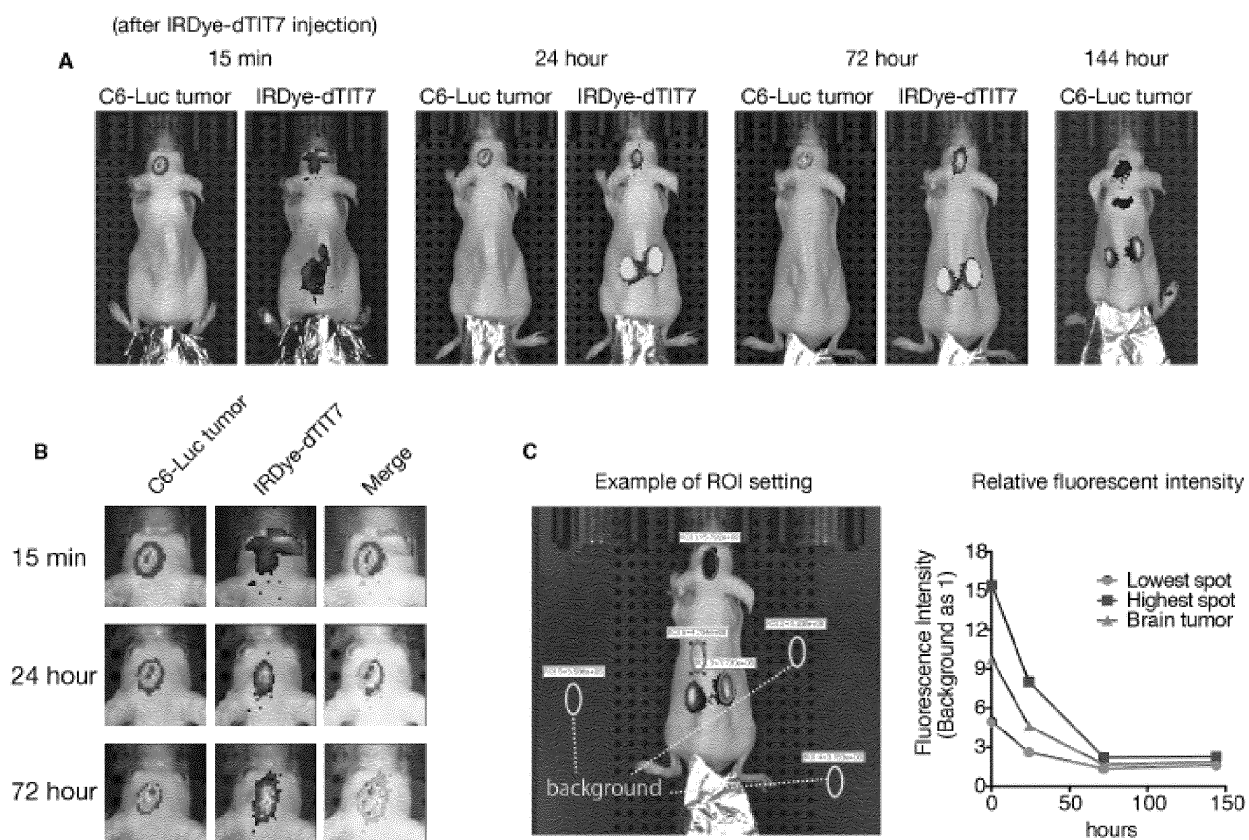 (after IRDye-dTIT7 injection)
A
15 min
24 hour
72 hour
144 hour
C6-Luc tumor
IRDye-dTIT7
C6-Luc tumor
IRDye-dTIT7
C6-Luc tumor
IRDye-dTIT7
C6-Luc tumor
B
C6-Luc tumor
IRDye-dTIT7
Merge
15 min
24 hour
72 hour
C
Example of ROI setting
background
Relative fluorescent intensity
Fluorescence Intensity
(Background as 1)
18
15
12
9
6
3
0
Lowest spot
Highest spot
Brain tumor
0
50
100
150
hours